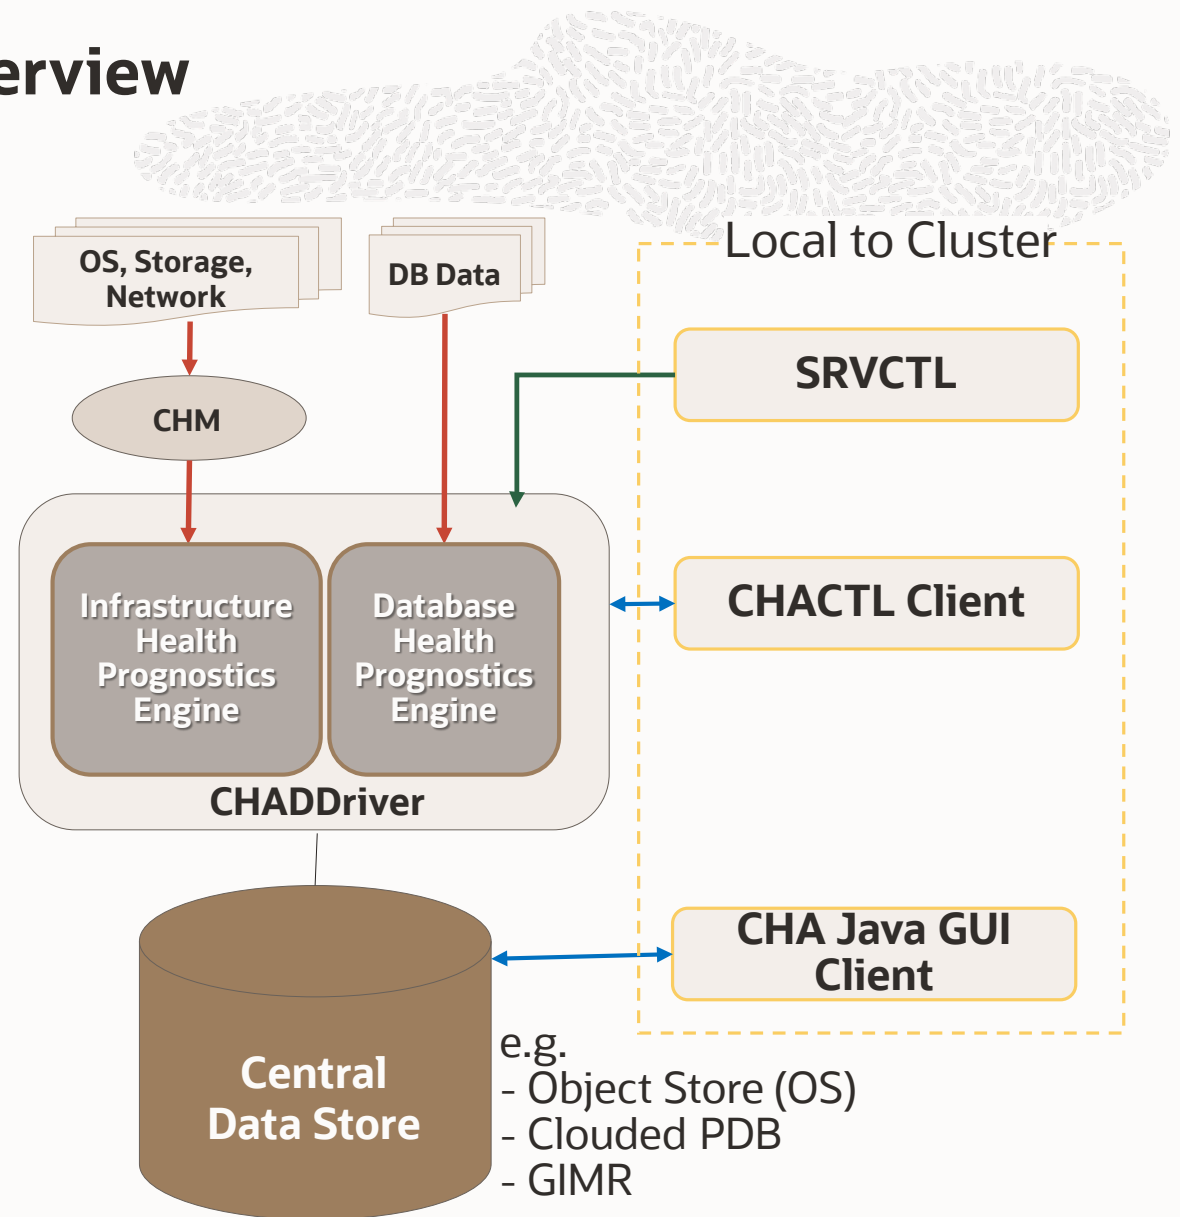 erview
OS, Storage,
Network
DB Data
Local to Cluster
SRVCTL
CHM
Infrastructure
Health
Prognostics
Engine
Database
Health
Prognostics
Engine
CHACTL Client
CHADDriver
CHA Java GUI
Client
Central
Data Store
e.g.
- Object Store (OS)
- Clouded PDB
- GIMR